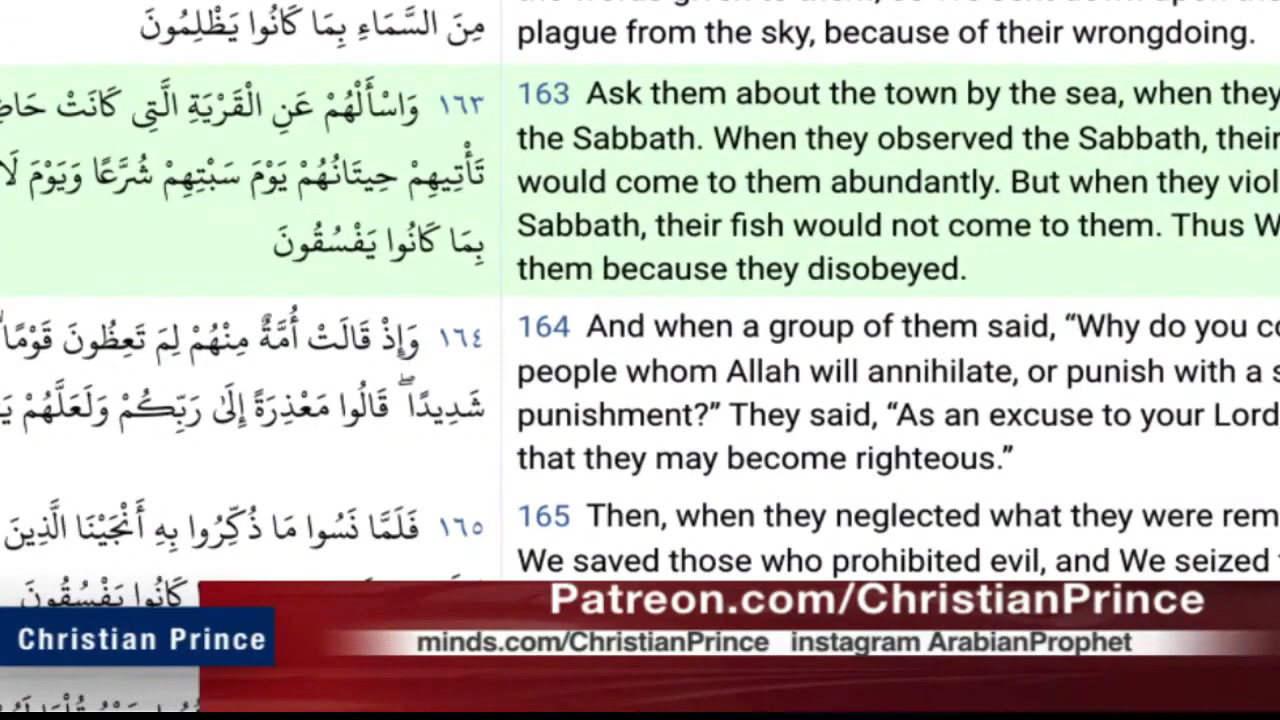 مِنَ السَّمَاءِ بِمَا كَانُوا يَظْلِمُونَ
plague from the sky, because of their wrongdoing.
١٦٣ وَاسْأَلْهُمْ عَنِ الْقَرْيَةِ الَّتِي كَانَتْ
تَأْتِيهِمْ حِيتَانُهُمْ يَوْمَ سَبْتِهِمْ شُرَّعًا وَيَوْمَ لَا
بِمَا كَانُوا يَفْسُقُونَ
163 Ask them about the town by the sea, when they
the Sabbath. When they observed the Sabbath, their
would come to them abundantly. But when they viol
Sabbath, their fish would not come to them. Thus W
them because they disobeyed.
١٦٤ وَإِذْ قَالَتْ أُمَّةٌ مِنْهُمْ لِمَ تَعِظُونَ قَوْمًا
شَدِيدًا ۖ قَالُوا مَعْذِرَةً إِلَىٰ رَبِّكُمْ وَلَعَلَّهُمْ
164 And when a group of them said, “Why do you co
people whom Allah will annihilate, or punish with a s
punishment?” They said, “As an excuse to your Lord
that they may become righteous.”
١٦٥ فَلَمَّا نَسُوا مَا ذُكِّرُوا بِهِ أَنْجَيْنَا الَّذِينَ
كَانُوا يَفْسُقُونَ
165 Then, when they neglected what they were rem
We saved those who prohibited evil, and We seized
Patreon.com/ChristianPrince
Christian Prince
minds.com/ChristianPrince instagram ArabianProphet